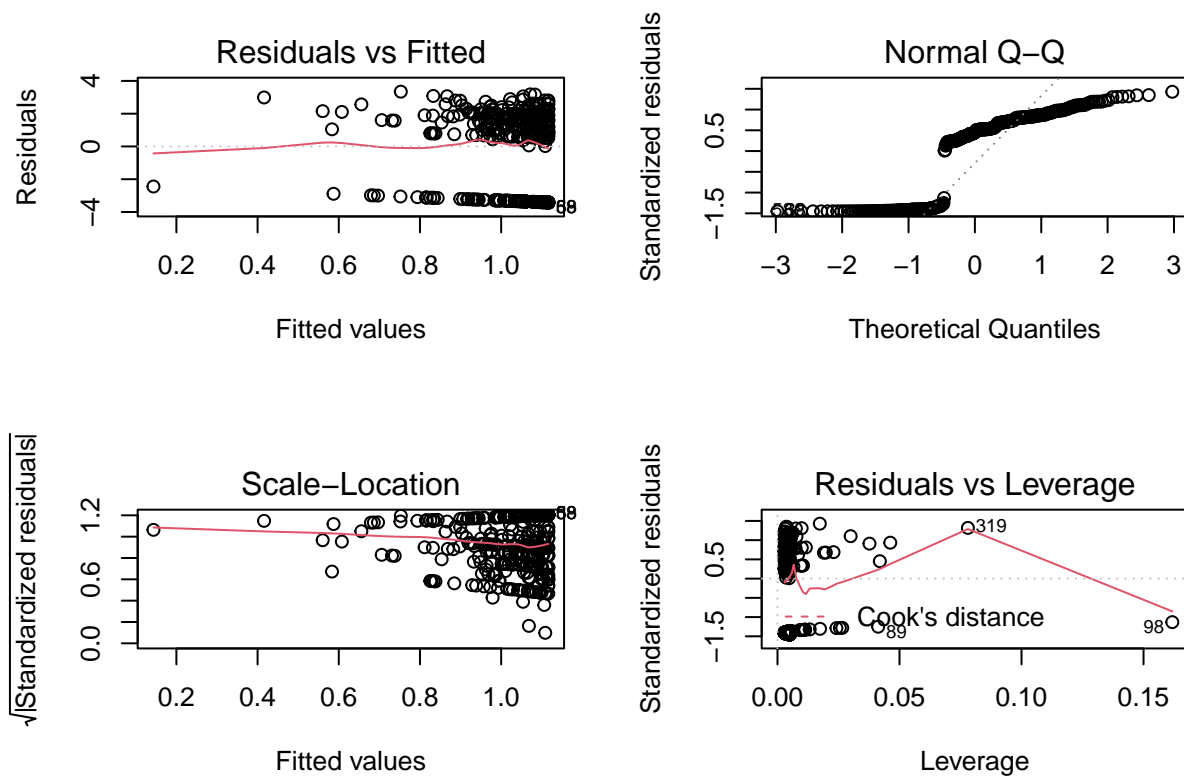 Residuals vs Fitted
Residuals
4
0
−4
0.2 0.4 0.6 0.8 1.0
Fitted values
Normal Q−Q
Standardized residuals
0.5
−1.5
−3 −2 −1 0 1 2 3
Theoretical Quantiles
Scale−Location
√|Standardized residuals|
1.2
0.6
0.0
0.2 0.4 0.6 0.8 1.0
Fitted values
Residuals vs Leverage
Standardized residuals
0.5
−1.5
319
Cook's distance
89
98
0.00 0.05 0.10 0.15
Leverage